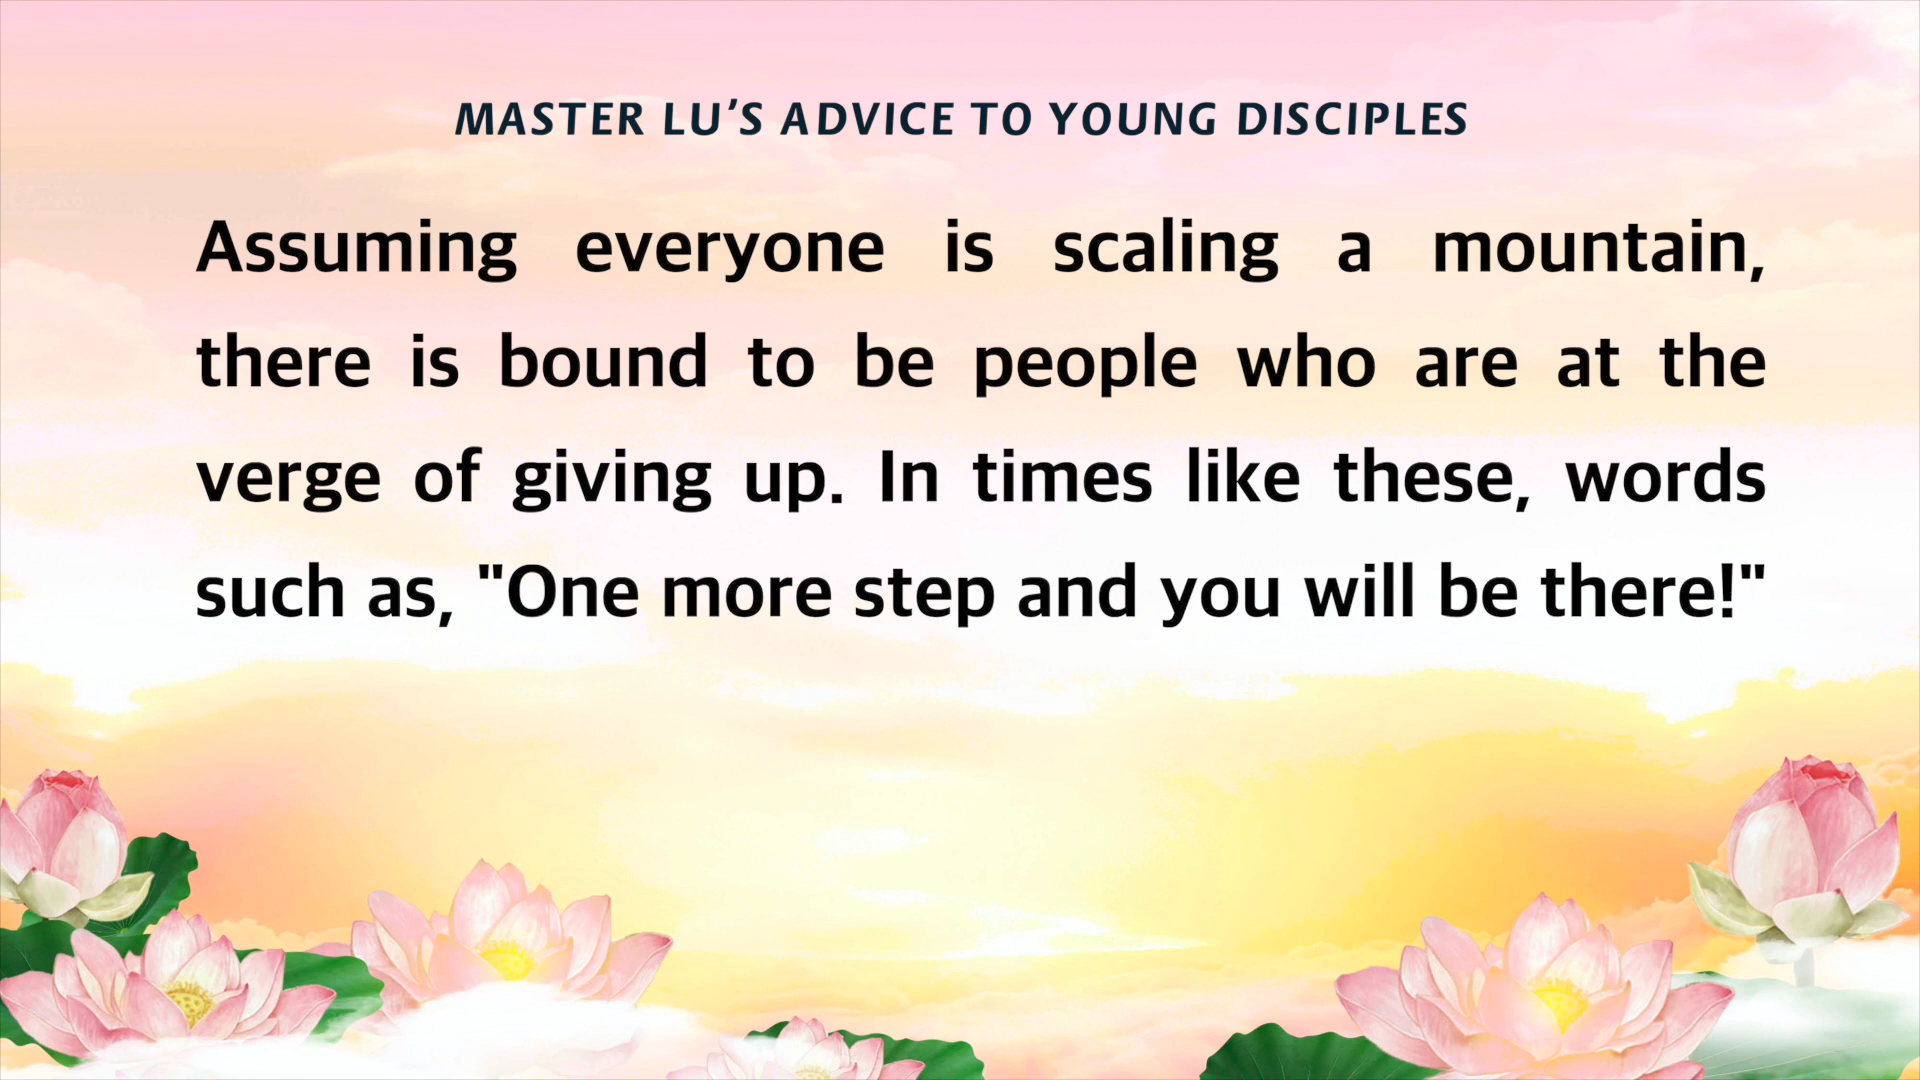 MASTER LU'S ADVICE TO YOUNG DISCIPLES
Assuming everyone is scaling a mountain,
there is bound to be people who are at the
verge of giving up. In times like these, words
such as, "One more step and you will be there!"